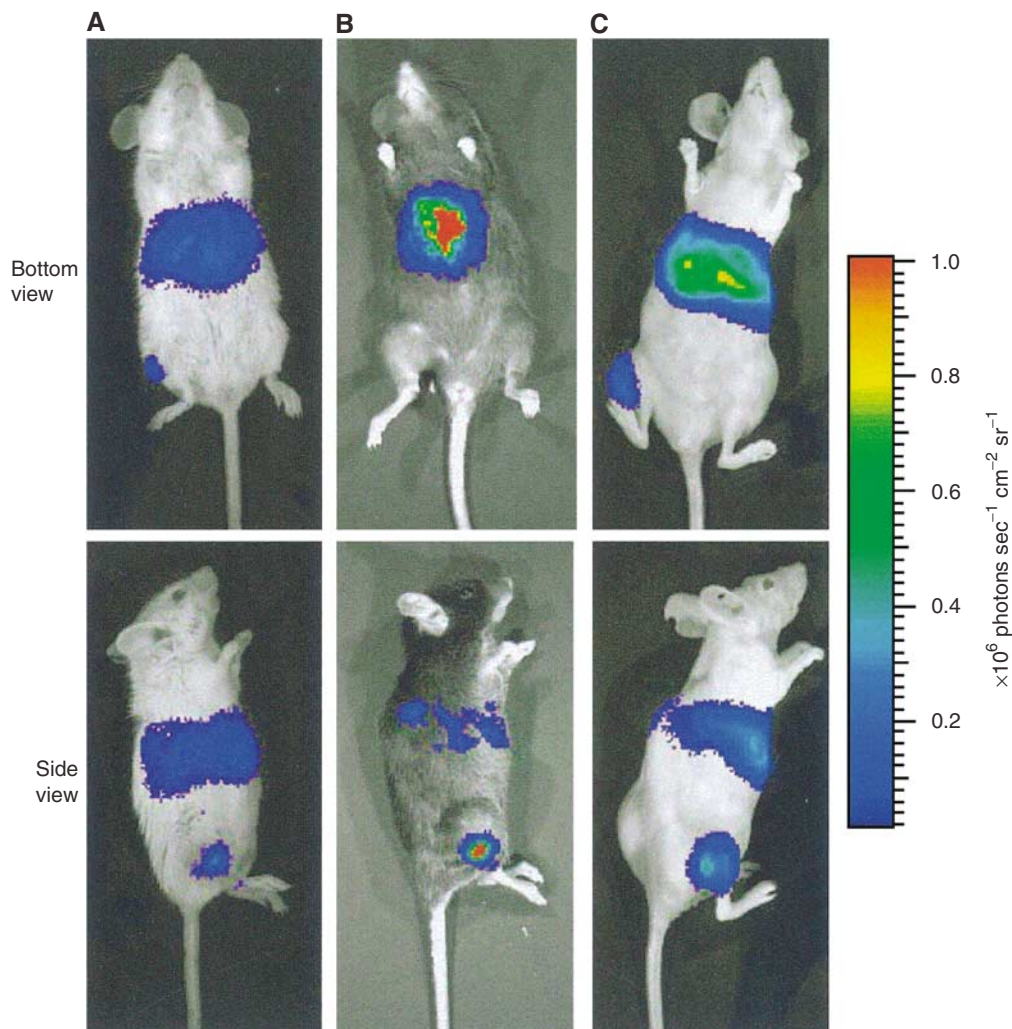 A
B
C
Bottom
view
Side
view
1.0
0.8
0.6
0.4
0.2
×10⁶ photons sec⁻¹ cm⁻² sr⁻¹